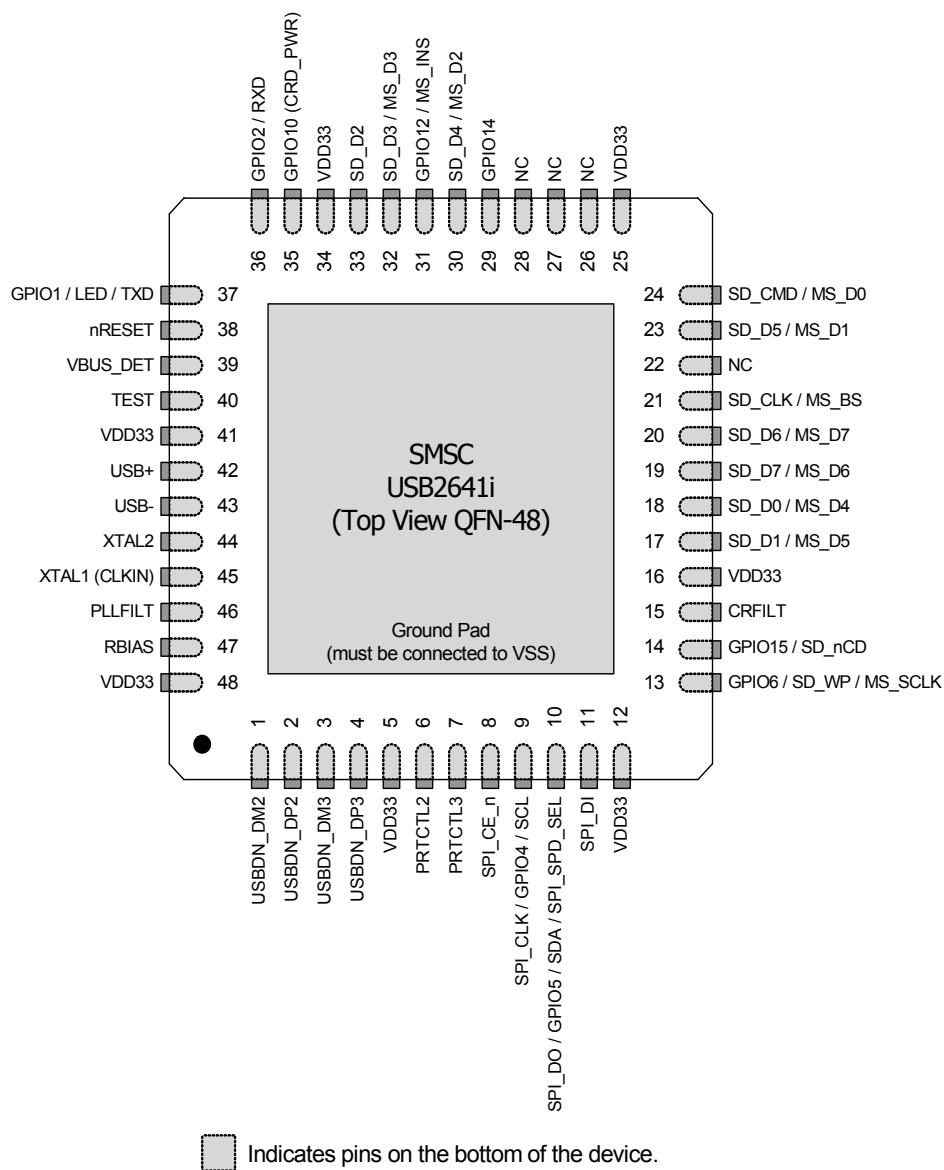 GPIO2 / RXD
GPIO10 (CRD_PWR)
VDD33
SD_D2
SD_D3 / MS_D3
GPIO12 / MS_INS
SD_D4 / MS_D2
GPIO14
NC
NC
NC
VDD33
36
35
34
33
32
31
30
29
28
27
26
25
GPIO1 / LED / TXD 37
nRESET 38
VBUS_DET 39
TEST 40
VDD33 41
USB+ 42
USB- 43
XTAL2 44
XTAL1 (CLKIN) 45
PLLFILT 46
RBIAS 47
VDD33 48
SMSC
USB2641i
(Top View QFN-48)
Ground Pad
(must be connected to VSS)
24 SD_CMD / MS_D0
23 SD_D5 / MS_D1
22 NC
21 SD_CLK / MS_BS
20 SD_D6 / MS_D7
19 SD_D7 / MS_D6
18 SD_D0 / MS_D4
17 SD_D1 / MS_D5
16 VDD33
15 CRFILT
14 GPIO15 / SD_nCD
13 GPIO6 / SD_WP / MS_SCLK
1
2
3
4
5
6
7
8
9
10
11
12
USBDN_DM2
USBDN_DP2
USBDN_DM3
USBDN_DP3
VDD33
PRTCTL2
PRTCTL3
SPI_CE_n
SPI_CLK / GPIO4 / SCL
SPI_DO / GPIO5 / SDA / SPI_SPD_SEL
SPI_DI
VDD33
Indicates pins on the bottom of the device.